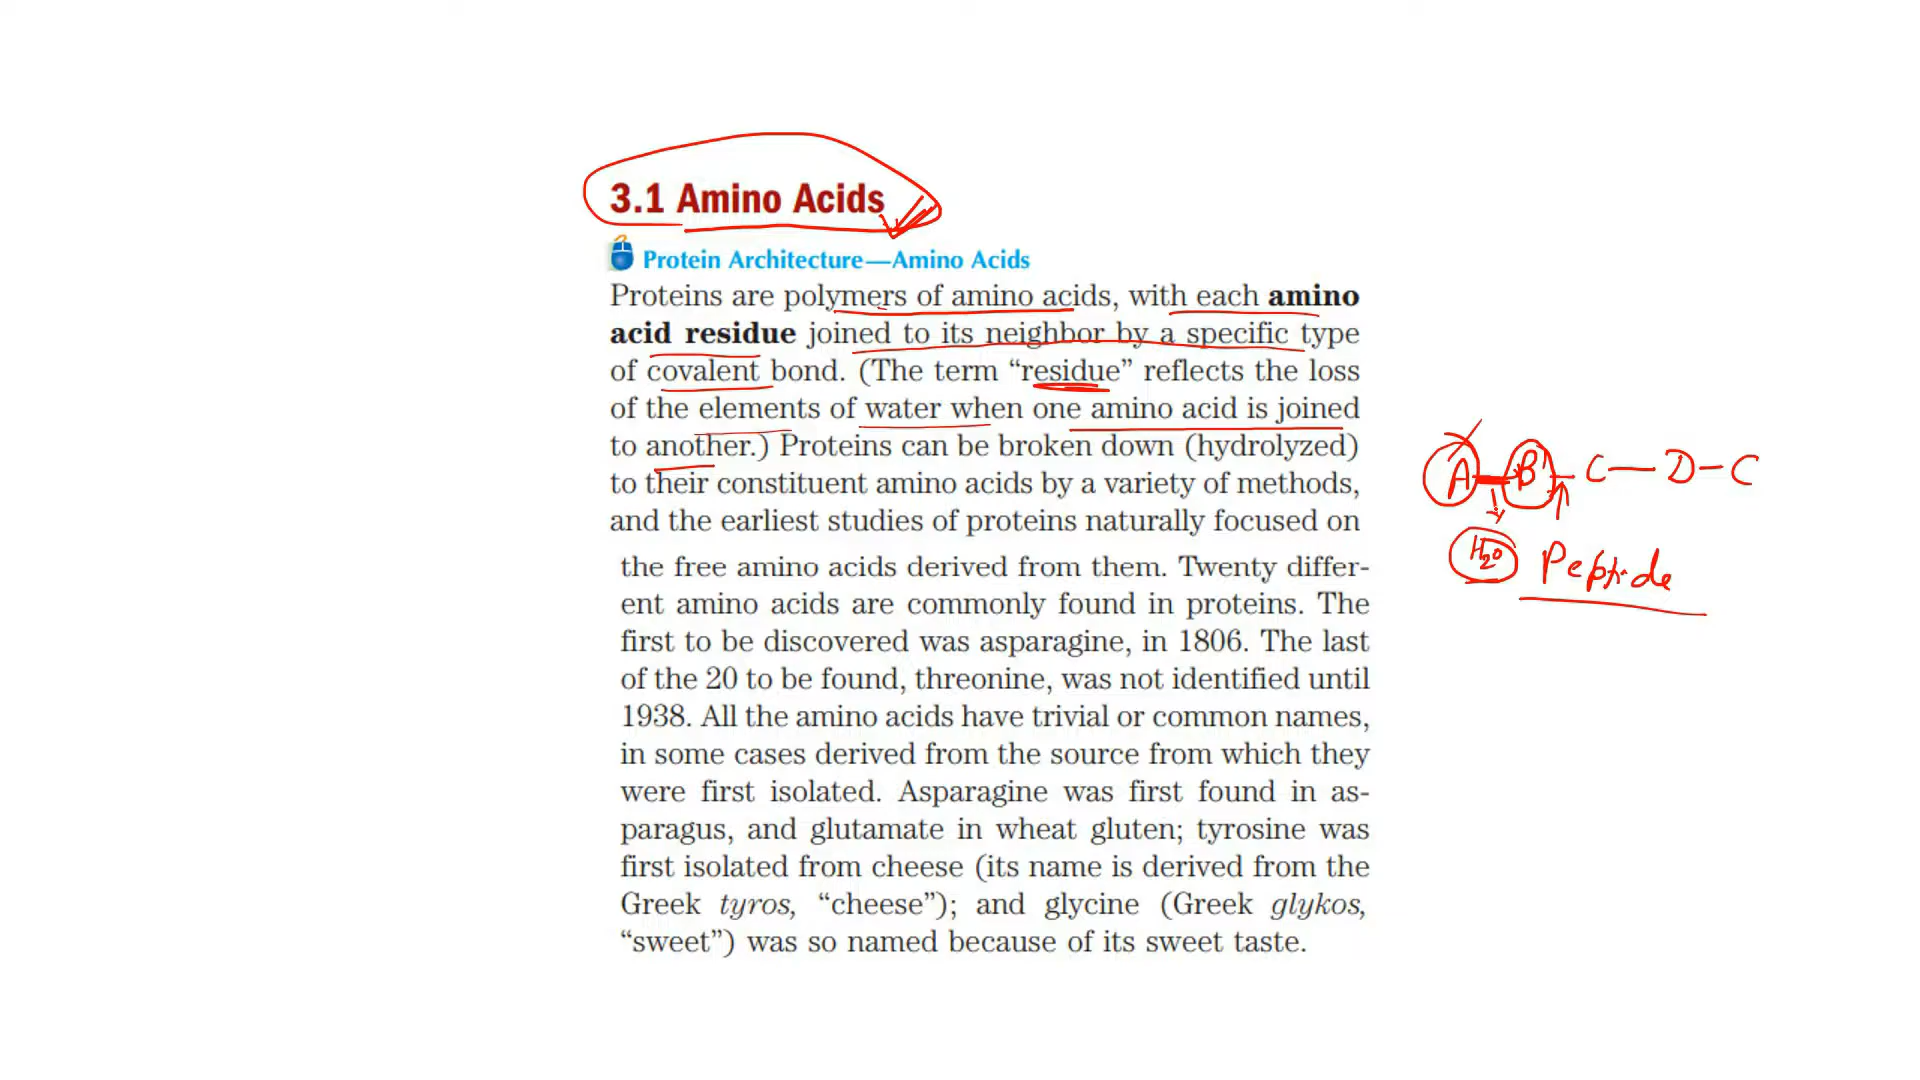 3.1 Amino Acids
Protein Architecture—Amino Acids
Proteins are polymers of amino acids, with each amino
acid residue joined to its neighbor by a specific type
of covalent bond. (The term “residue” reflects the loss
of the elements of water when one amino acid is joined
to another.) Proteins can be broken down (hydrolyzed)
to their constituent amino acids by a variety of methods,
and the earliest studies of proteins naturally focused on
the free amino acids derived from them. Twenty differ-
ent amino acids are commonly found in proteins. The
first to be discovered was asparagine, in 1806. The last
of the 20 to be found, threonine, was not identified until
1938. All the amino acids have trivial or common names,
in some cases derived from the source from which they
were first isolated. Asparagine was first found in as-
paragus, and glutamate in wheat gluten; tyrosine was
first isolated from cheese (its name is derived from the
Greek tyros, “cheese”); and glycine (Greek glykos,
“sweet”) was so named because of its sweet taste.
A — B — C — D — C
H2O
Peptide